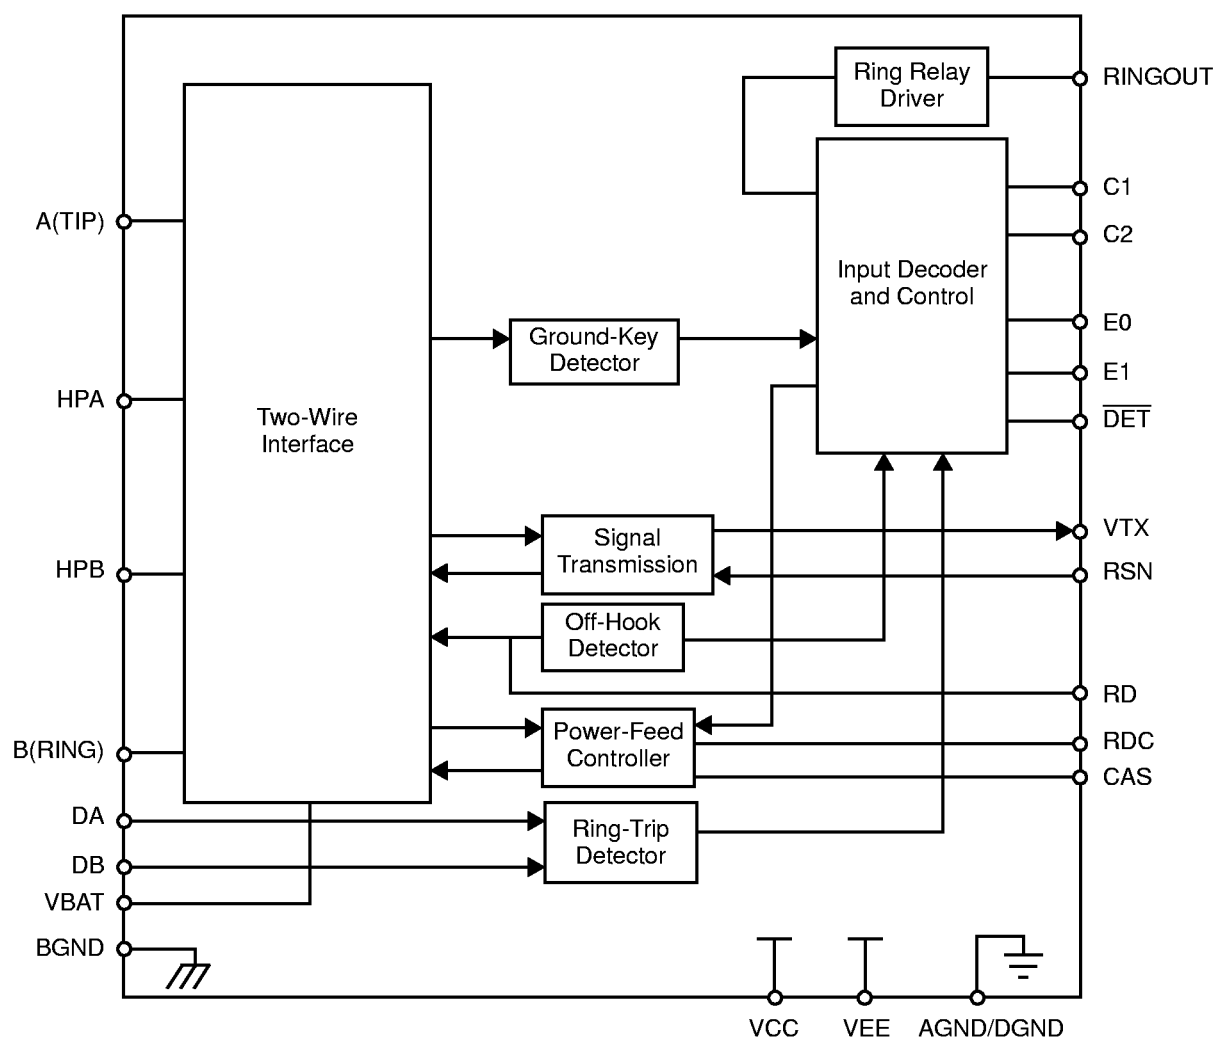 Ring Relay
Driver
RINGOUT
C1
A(TIP)
C2
Input Decoder
and Control
E0
Ground-Key
Detector
E1
HPA
DET
Two-Wire
Interface
VTX
Signal
Transmission
HPB
RSN
Off-Hook
Detector
RD
Power-Feed
Controller
RDC
B(RING)
CAS
DA
Ring-Trip
Detector
DB
VBAT
BGND
VCC
VEE
AGND/DGND